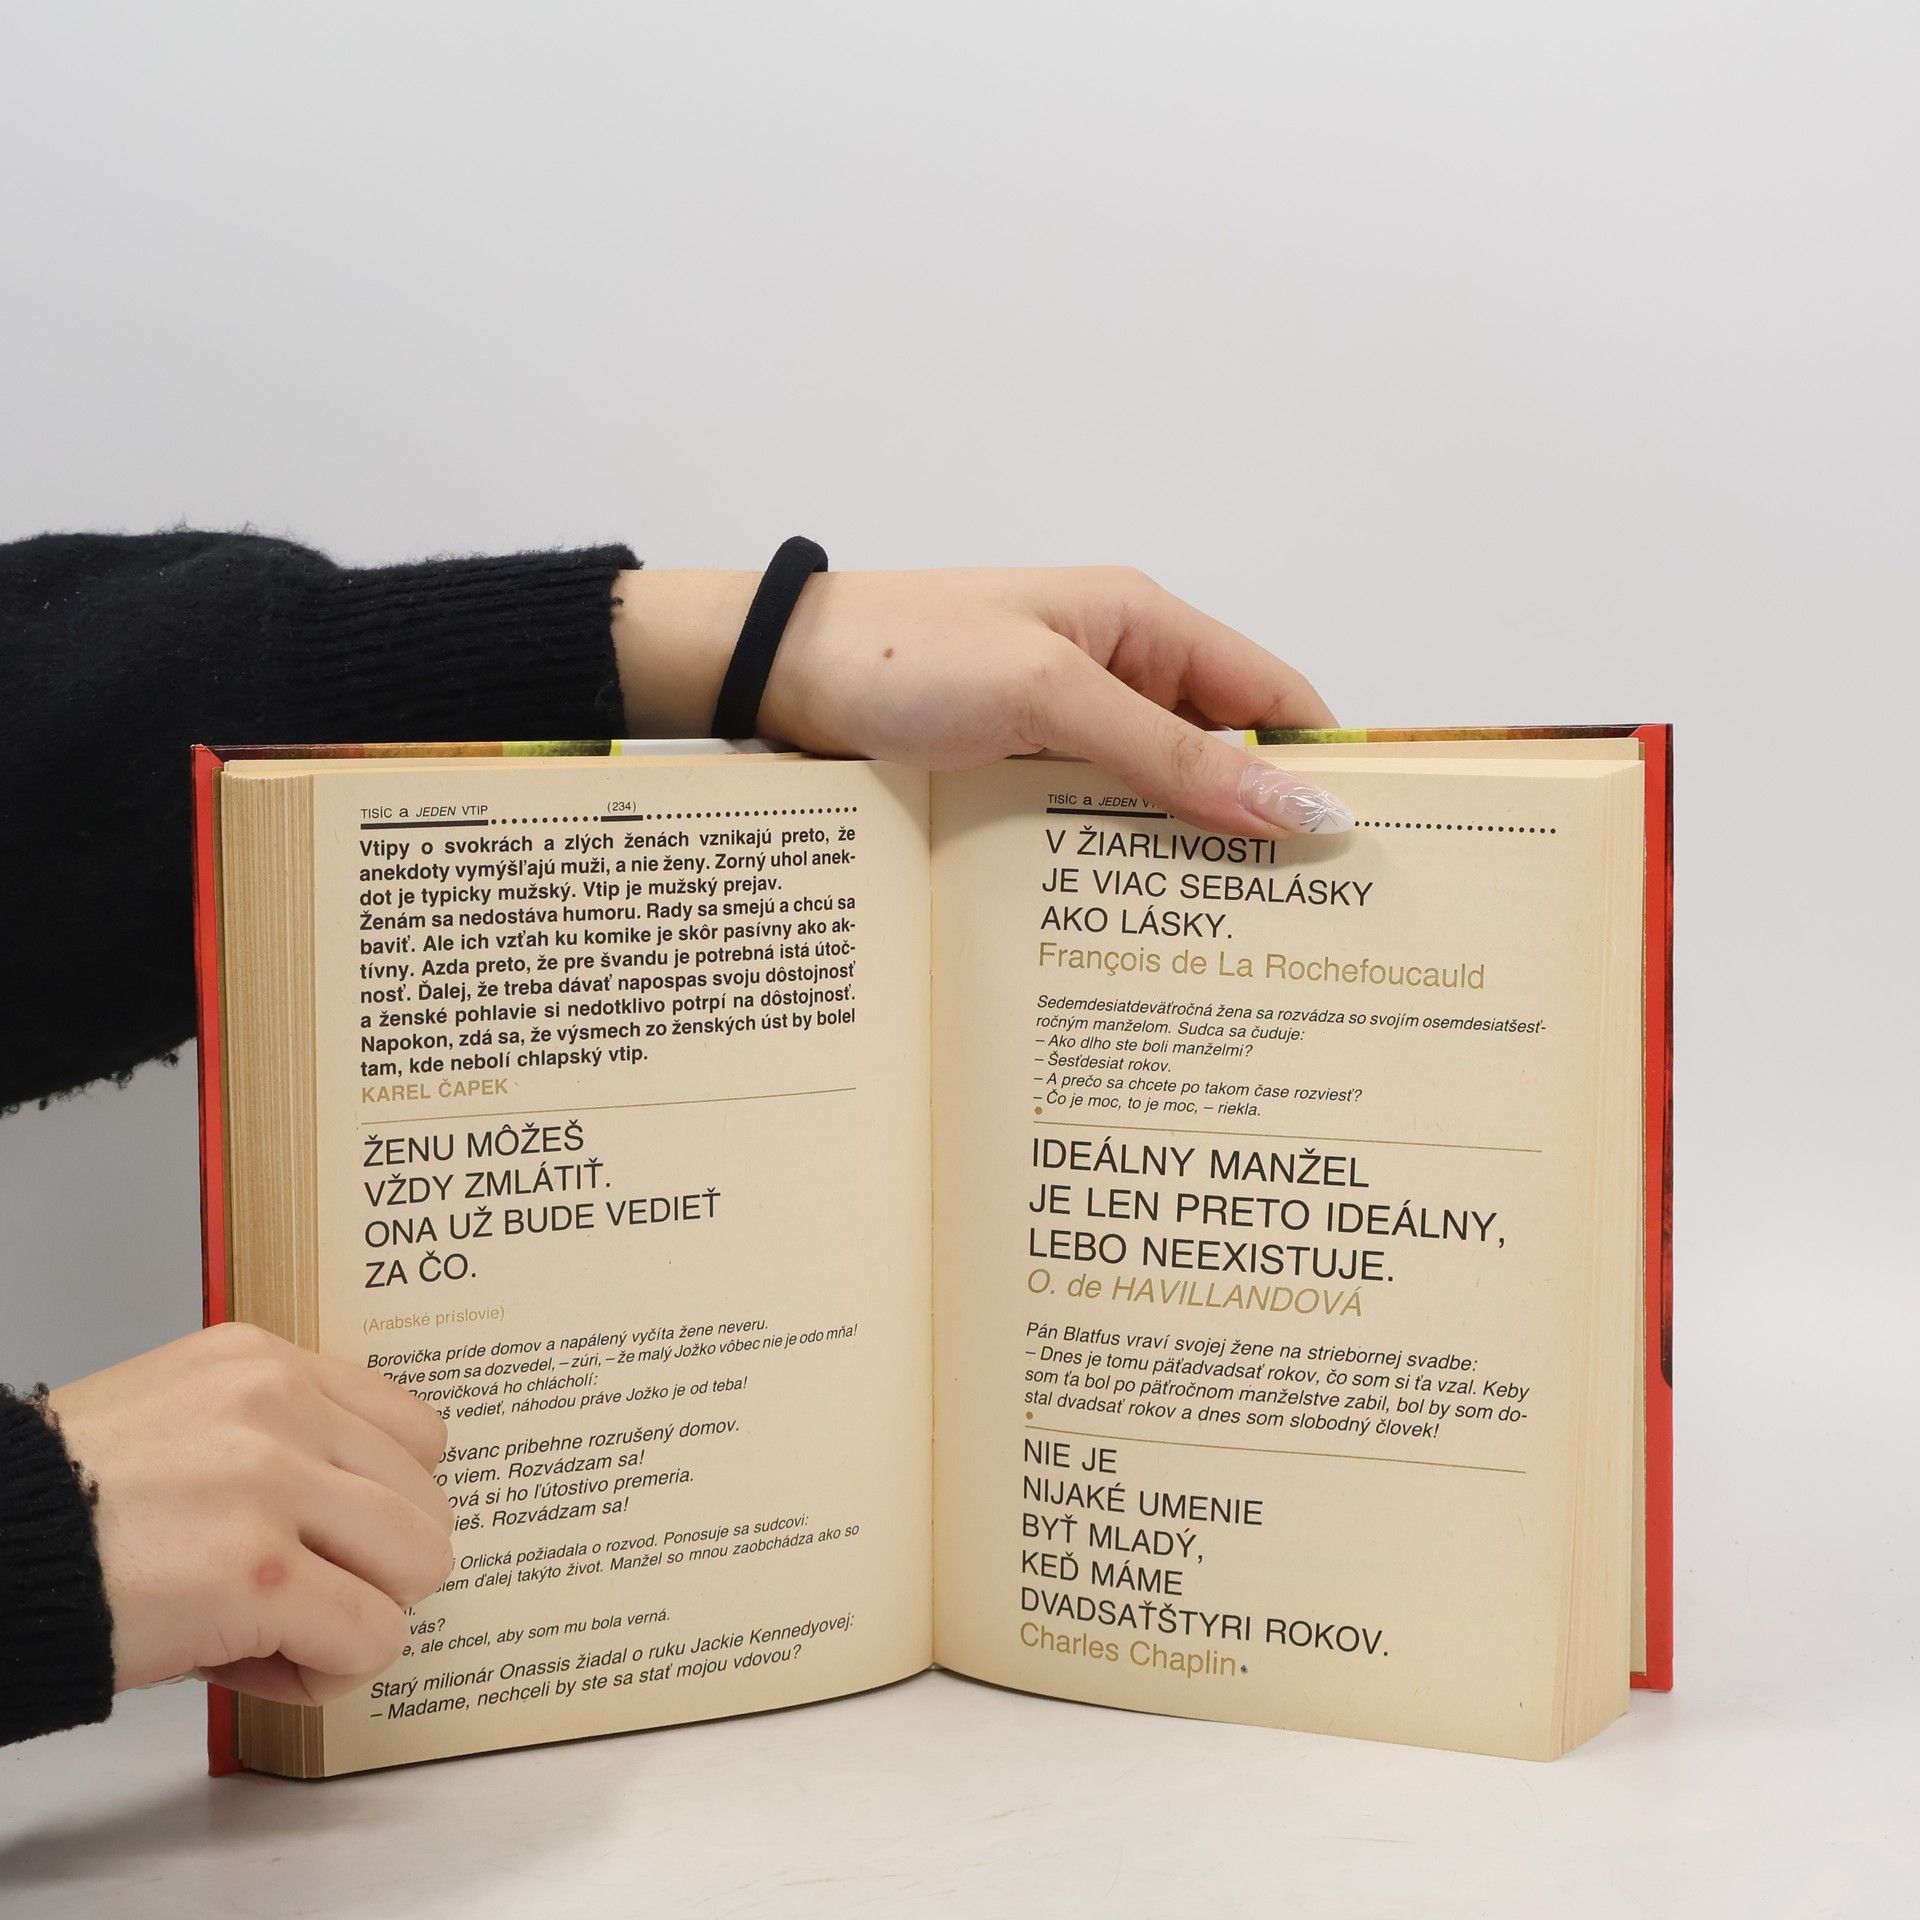 TISÍC a JEDEN VTIP (234)
Vtipy o svokrách a zlých ženách vznikajú preto, že
anekdoty vymýšľajú muži, a nie ženy. Zorný uhol anek-
dot je typicky mužský. Vtip je mužský prejav.
Ženám sa nedostáva humoru. Rady sa smejú a chcú sa
baviť. Ale ich vzťah ku komike je skôr pasívny ako ak-
tívny. Azda preto, že pre švandu je potrebná istá útoč-
nosť. Ďalej, že treba dávať napospas svoju dôstojnosť
a ženské pohlavie si nedotklivo potrpí na dôstojnosť.
Napokon, zdá sa, že výsmech zo ženských úst by bolel
tam, kde nebolí chlapský vtip.
KAREL ČAPEK
ŽENU MÔŽEŠ
VŽDY ZMLÁTIŤ.
ONA UŽ BUDE VEDIEŤ
ZA ČO.
(Arabské príslovie)
Borovička príde domov a napálený vyčíta žene neveru.
Práve som sa dozvedel, – zúri, – že malý Jožko vôbec nie je odo mňa!
Borovičková ho chlácholí:
vedieť, náhodou práve Jožko je od teba!
pribehne rozrušený domov.
viem. Rozvádzam sa!
si ho ľútostivo premeria.
Rozvádzam sa!
Orlická požiadala o rozvod. Ponosuje sa sudcovi:
ďalej takýto život. Manžel so mnou zaobchádza ako so
vás?
ale chcel, aby som mu bola verná.
Starý milionár Onassis žiadal o ruku Jackie Kennedyovej:
– Madame, nechceli by ste sa stať mojou vdovou?
TISÍC a JEDEN
V ŽIARLIVOSTI
JE VIAC SEBALÁSKY
AKO LÁSKY.
François de La Rochefoucauld
Sedemdesiatdeväťročná žena sa rozvádza so svojím osemdesiatšesť-
ročným manželom. Sudca sa čuduje:
– Ako dlho ste boli manželmi?
– Šesťdesiat rokov.
– A prečo sa chcete po takom čase rozviesť?
– Čo je moc, to je moc, – riekla.
IDEÁLNY MANŽEL
JE LEN PRETO IDEÁLNY,
LEBO NEEXISTUJE.
O. de HAVILLANDOVÁ
Pán Blatfus vraví svojej žene na striebornej svadbe:
– Dnes je tomu päťadvadsať rokov, čo som si ťa vzal. Keby
som ťa bol po päťročnom manželstve zabil, bol by som do-
stal dvadsať rokov a dnes som slobodný človek!
NIE JE
NIJAKÉ UMENIE
BYŤ MLADÝ,
KEĎ MÁME
DVADSAŤŠTYRI ROKOV.
Charles Chaplin